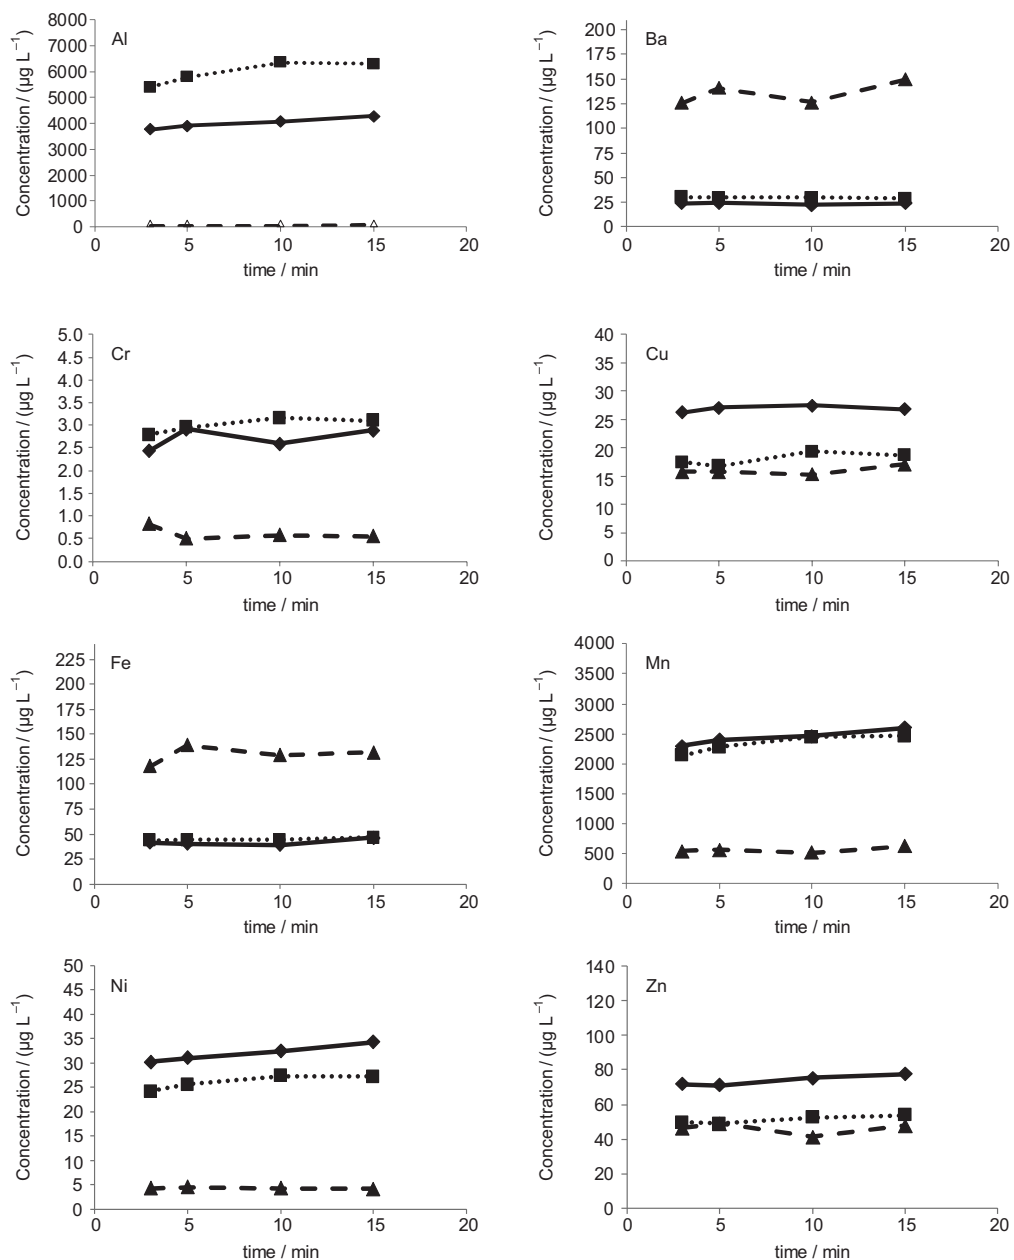 Al
Concentration / (µg L⁻¹)
8000
7000
6000
5000
4000
3000
2000
1000
0
0 5 10 15 20
time / min
Ba
Concentration / (µg L⁻¹)
200
175
150
125
100
75
50
25
0
0 5 10 15 20
time / min
Cr
Concentration / (µg L⁻¹)
5.0
4.5
4.0
3.5
3.0
2.5
2.0
1.5
1.0
0.5
0.0
0 5 10 15 20
time / min
Cu
Concentration / (µg L⁻¹)
40
35
30
25
20
15
10
5
0
0 5 10 15 20
time / min
Fe
Concentration / (µg L⁻¹)
225
200
175
150
125
100
75
50
25
0
0 5 10 15 20
time / min
Mn
Concentration / (µg L⁻¹)
4000
3500
3000
2500
2000
1500
1000
500
0
0 5 10 15 20
time / min
Ni
Concentration / (µg L⁻¹)
50
45
40
35
30
25
20
15
10
5
0
0 5 10 15 20
time / min
Zn
Concentration / (µg L⁻¹)
140
120
100
80
60
40
20
0
0 5 10 15 20
time / min